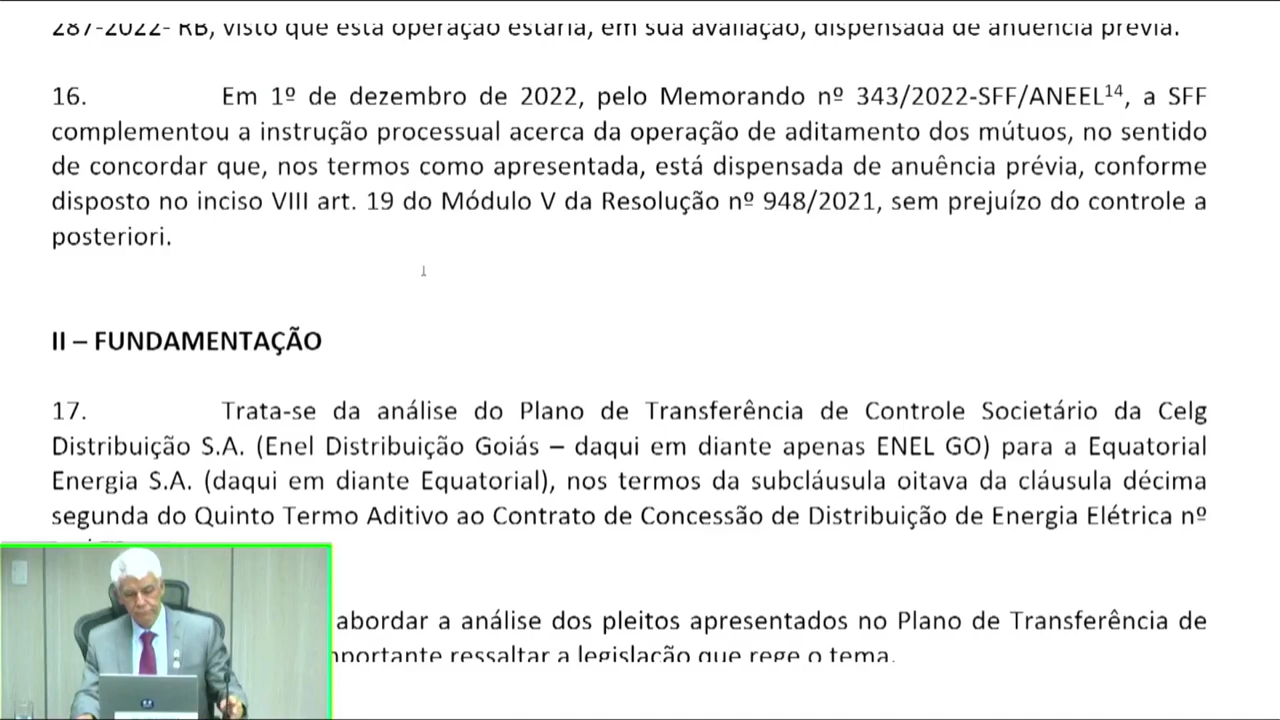 287-2022- RB, visto que esta operação estaria, em sua avaliação, dispensada de anuência prévia.
16. Em 1º de dezembro de 2022, pelo Memorando nº 343/2022-SFF/ANEEL¹⁴, a SFF
complementou a instrução processual acerca da operação de aditamento dos mútuos, no sentido
de concordar que, nos termos como apresentada, está dispensada de anuência prévia, conforme
disposto no inciso VIII art. 19 do Módulo V da Resolução nº 948/2021, sem prejuízo do controle a
posteriori.
II – FUNDAMENTAÇÃO
17. Trata-se da análise do Plano de Transferência de Controle Societário da Celg
Distribuição S.A. (Enel Distribuição Goiás – daqui em diante apenas ENEL GO) para a Equatorial
Energia S.A. (daqui em diante Equatorial), nos termos da subcláusula oitava da cláusula décima
segunda do Quinto Termo Aditivo ao Contrato de Concessão de Distribuição de Energia Elétrica nº
abordar a análise dos pleitos apresentados no Plano de Transferência de
ressaltar a legislação que rege o tema.